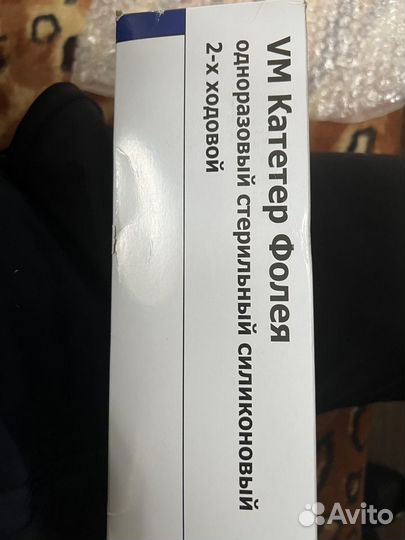 VM Катетер Фолея
одноразовый стерильный силиконовый
2-х ходовой
Avito